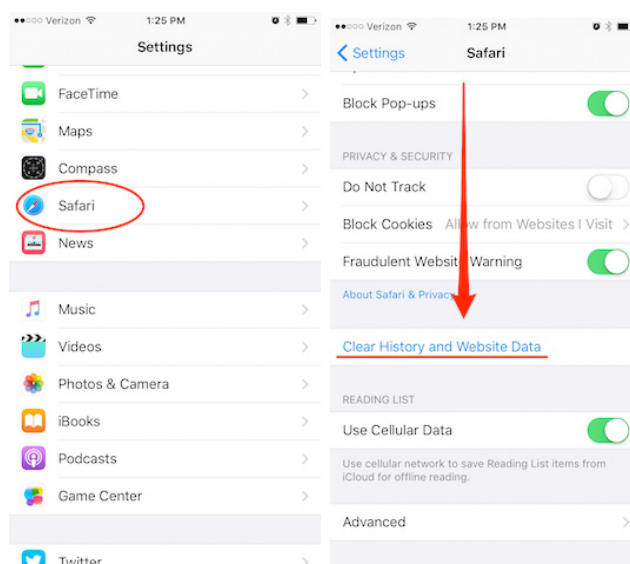 Verizon 1:25 PM
Settings
FaceTime
Maps
Compass
Safari
News
Music
Videos
Photos & Camera
iBooks
Podcasts
Game Center
Twitter
Verizon 1:25 PM
Settings Safari
Block Pop-ups
PRIVACY & SECURITY
Do Not Track
Block Cookies Allow from Websites I Visit
Fraudulent Website Warning
About Safari & Privacy
Clear History and Website Data
READING LIST
Use Cellular Data
Use cellular network to save Reading List items from
iCloud for offline reading.
Advanced